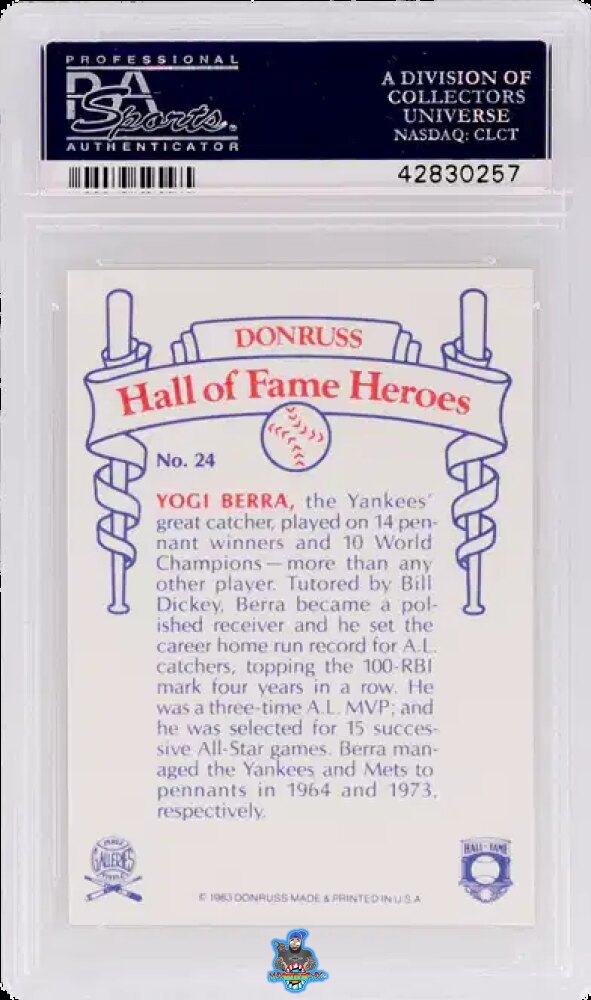 PROFESSIONAL
PSA
Sports
AUTHENTICATOR
A DIVISION OF
COLLECTORS
UNIVERSE
NASDAQ: CLCT
42830257
DONRUSS
Hall of Fame Heroes
No. 24
YOGI BERRA, the Yankees'
great catcher, played on 14 pen-
nant winners and 10 World
Champions — more than any
other player. Tutored by Bill
Dickey, Berra became a pol-
ished receiver and he set the
career home run record for A.L.
catchers, topping the 100-RBI
mark four years in a row. He
was a three-time A.L. MVP; and
he was selected for 15 succes-
sive All-Star games. Berra man-
aged the Yankees and Mets to
pennants in 1964 and 1973,
respectively.
PEREZ
GALLERIES
HALL of FAME
© 1983 DONRUSS MADE & PRINTED IN U.S.A